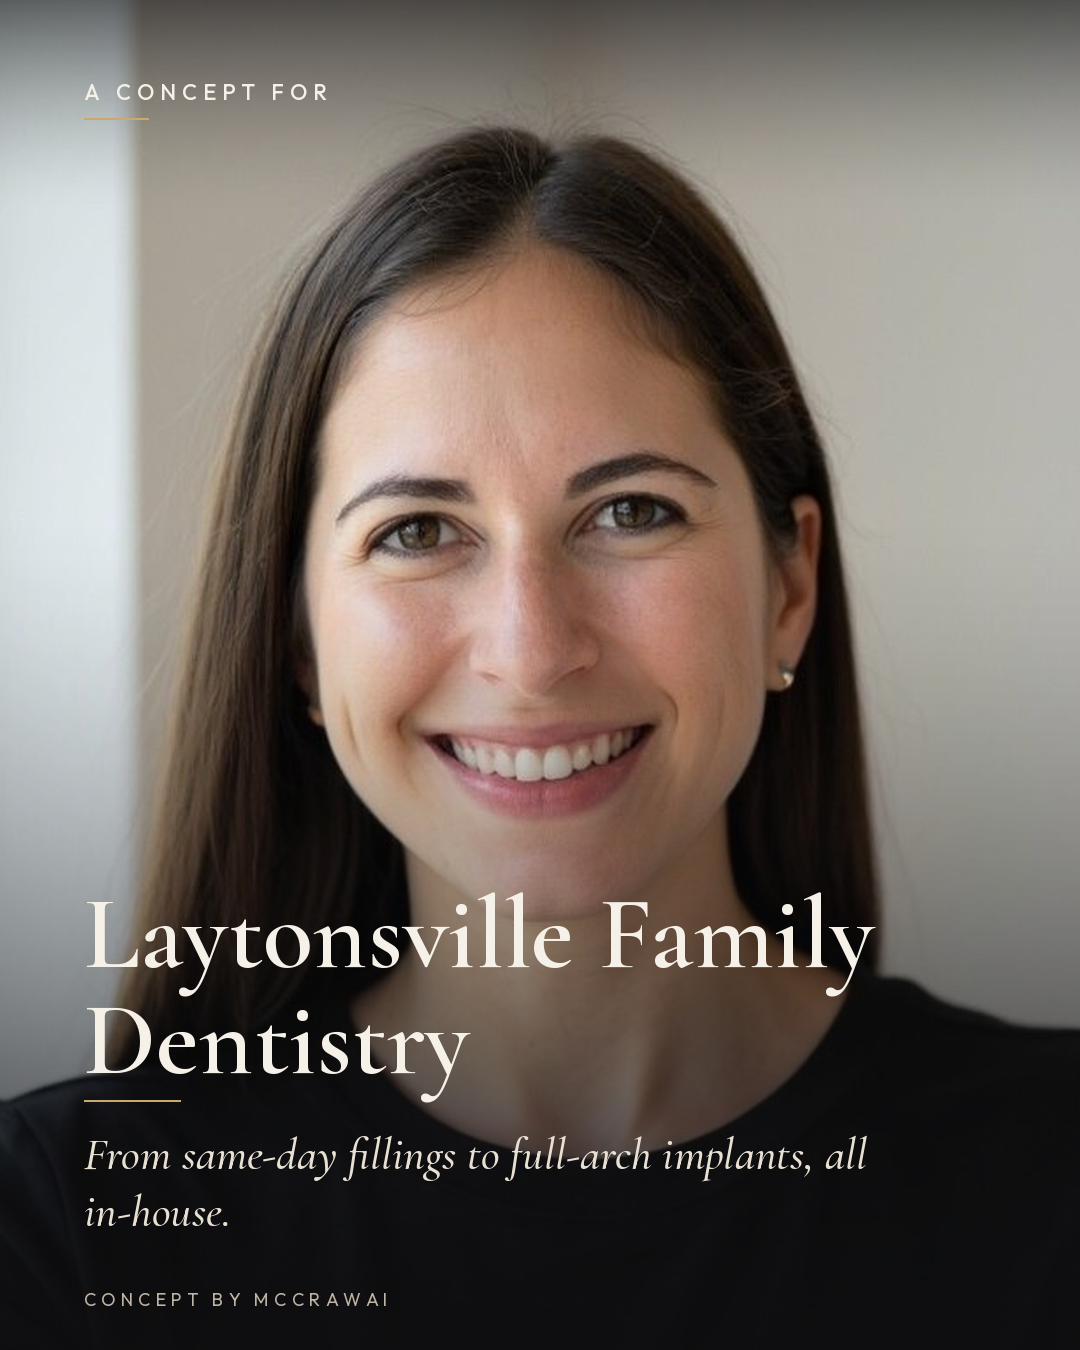 A CONCEPT FOR
Laytonsville Family
Dentistry
From same-day fillings to full-arch implants, all
in-house.
CONCEPT BY MCCRAWAI